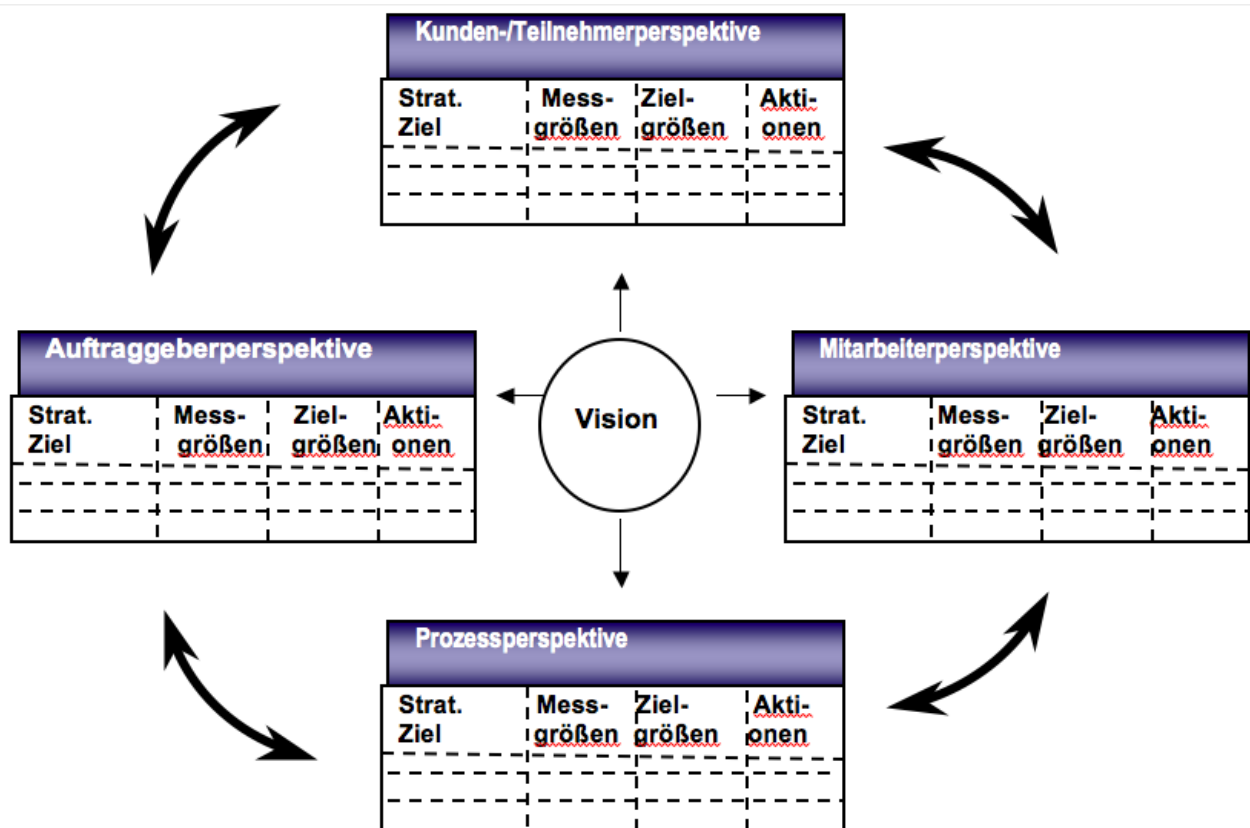 Kunden-/Teilnehmerperspektive
Strat. Mess- Ziel- Akti-
Ziel größen größen onen
Auftraggeberperspektive
Strat. Mess- Ziel- Akti-
Ziel größen größen onen
Vision
Mitarbeiterperspektive
Strat. Mess- Ziel- Akti-
Ziel größen größen onen
Prozessperspektive
Strat. Mess- Ziel- Akti-
Ziel größen größen onen